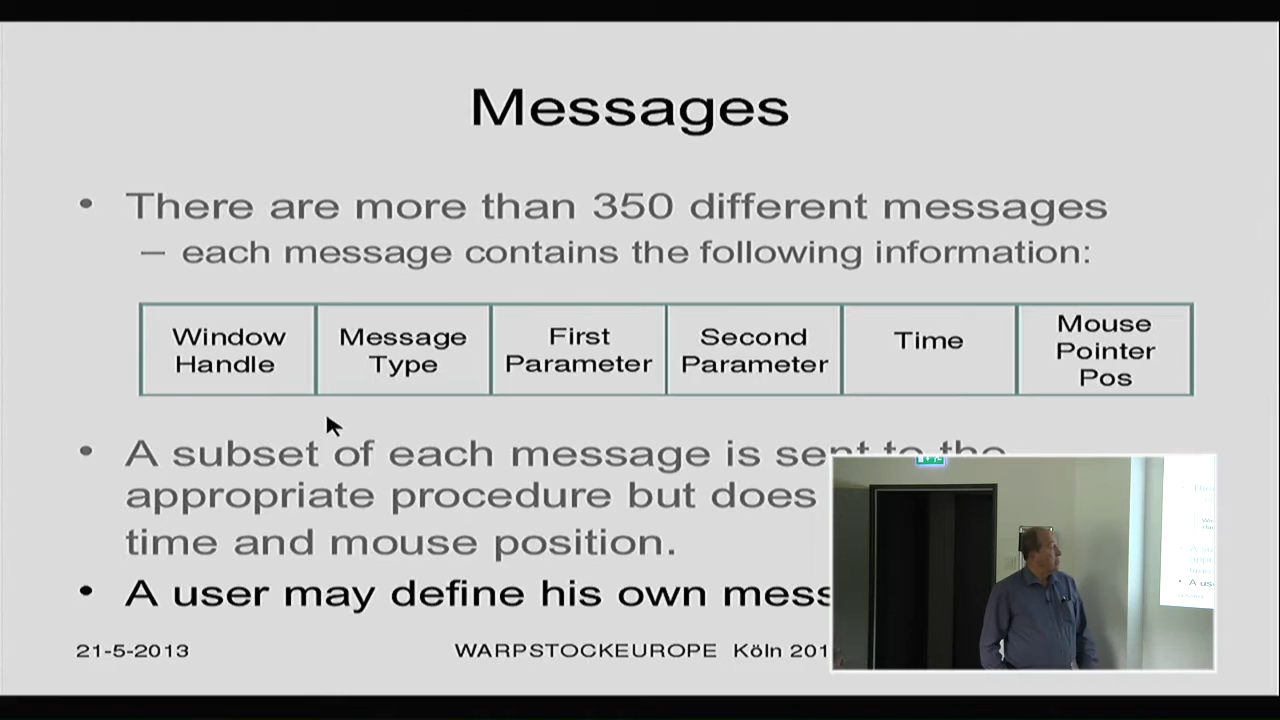 Messages
• There are more than 350 different messages
– each message contains the following information:
Window Handle
Message Type
First Parameter
Second Parameter
Time
Mouse Pointer Pos
• A subset of each message is sent to the
appropriate procedure but does
time and mouse position.
• A user may define his own mess
21-5-2013
WARPSTOCKEUROPE Köln 201